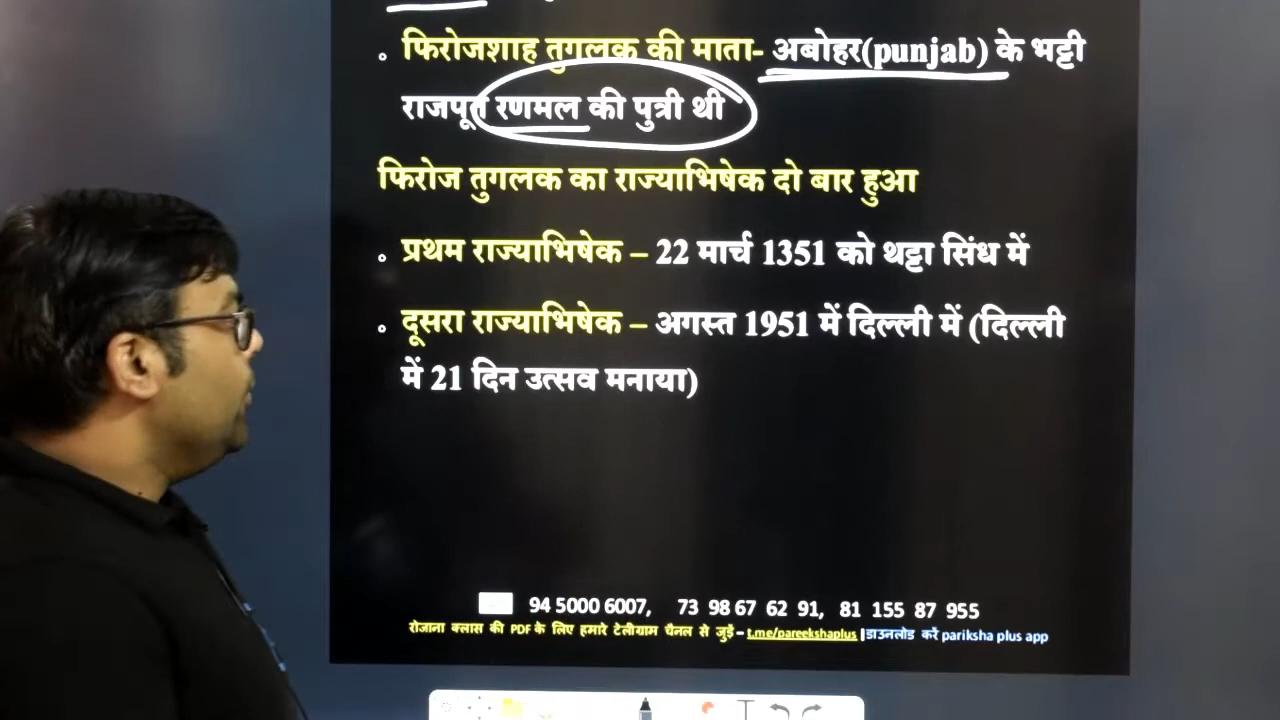 फिरोजशाह तुगलक की माता- अबोहर(punjab) के भट्टी
राजपूत रणमल की पुत्री थी
फिरोज तुगलक का राज्याभिषेक दो बार हुआ
प्रथम राज्याभिषेक – 22 मार्च 1351 को थट्टा सिंध में
दूसरा राज्याभिषेक – अगस्त 1951 में दिल्ली में (दिल्ली
में 21 दिन उत्सव मनाया)
94 5000 6007, 73 98 67 62 91, 81 155 87 955
रोजाना क्लास की PDF के लिए हमारे टेलीग्राम चैनल से जुड़ें – t.me/pareekshaplus |डाउनलोड करें pariksha plus app